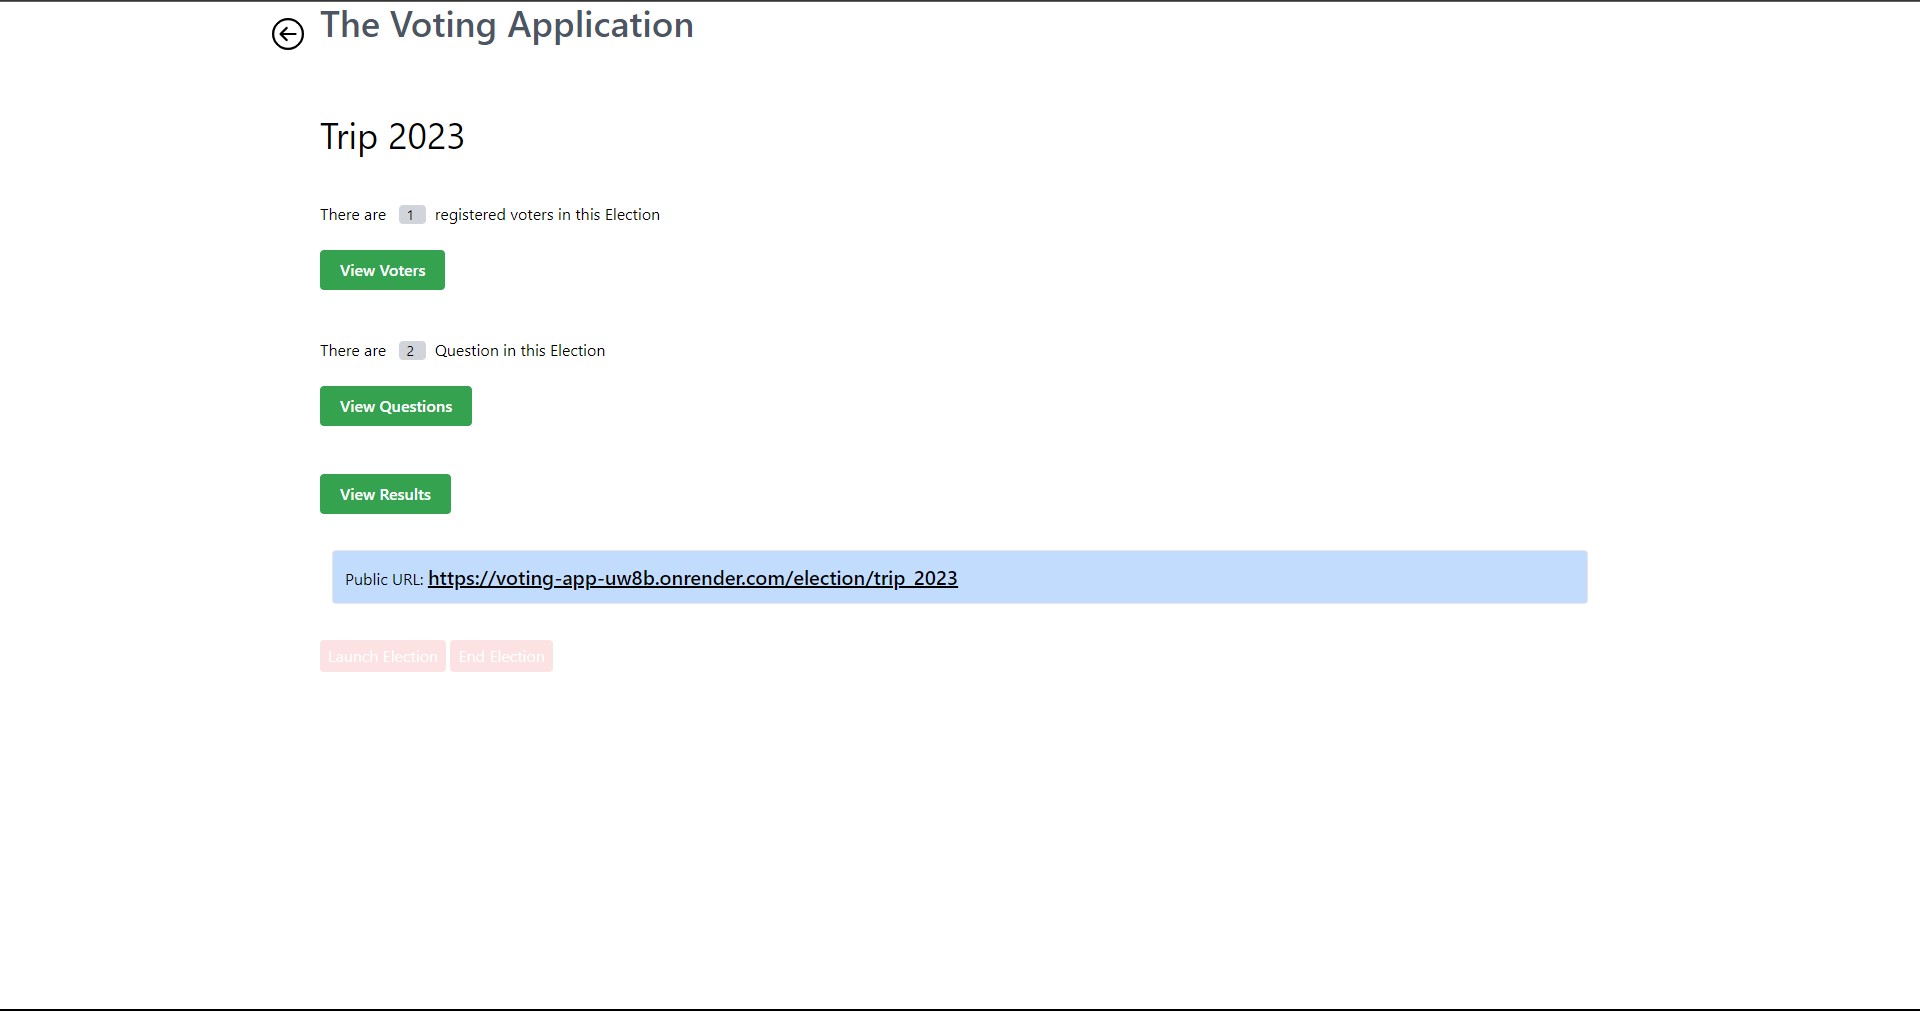 The Voting Application
Trip 2023
There are 1 registered voters in this Election
View Voters
There are 2 Question in this Election
View Questions
View Results
Public URL: https://voting-app-uw8b.onrender.com/election/trip_2023
Launch Election End Election